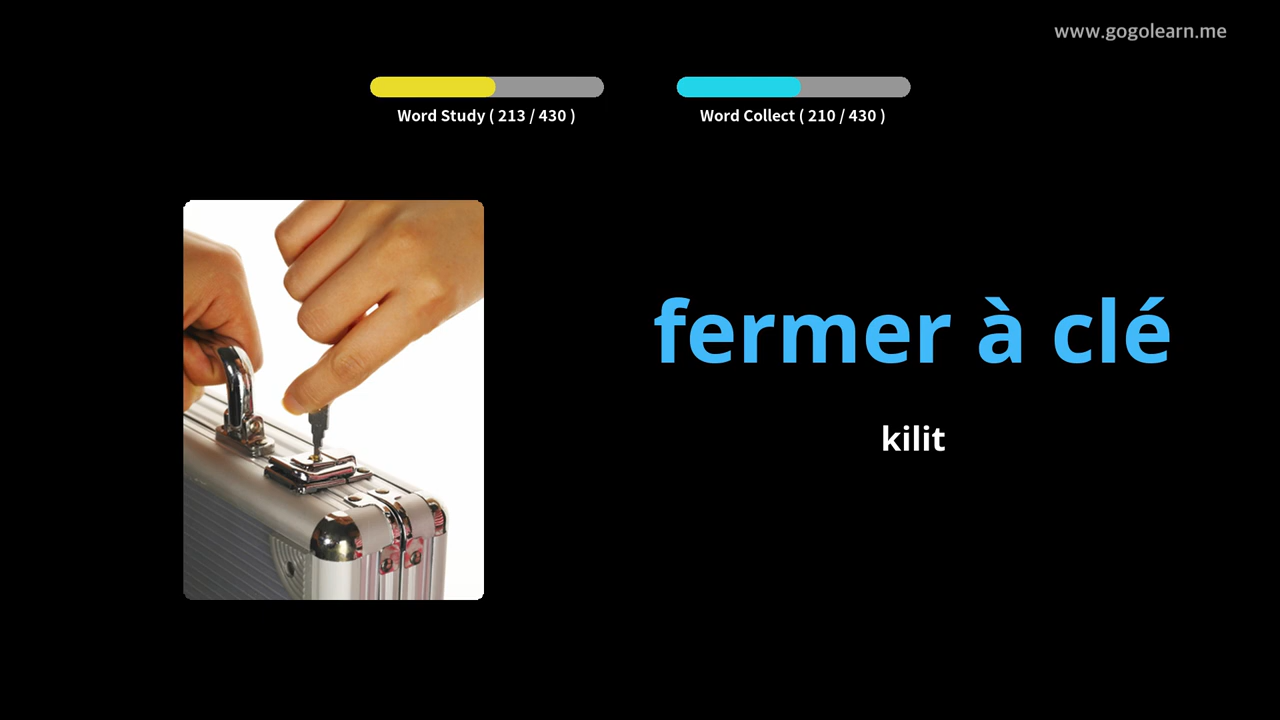 www.gogolearn.me
Word Study ( 213 / 430 )
Word Collect ( 210 / 430 )
fermer à clé
kilit